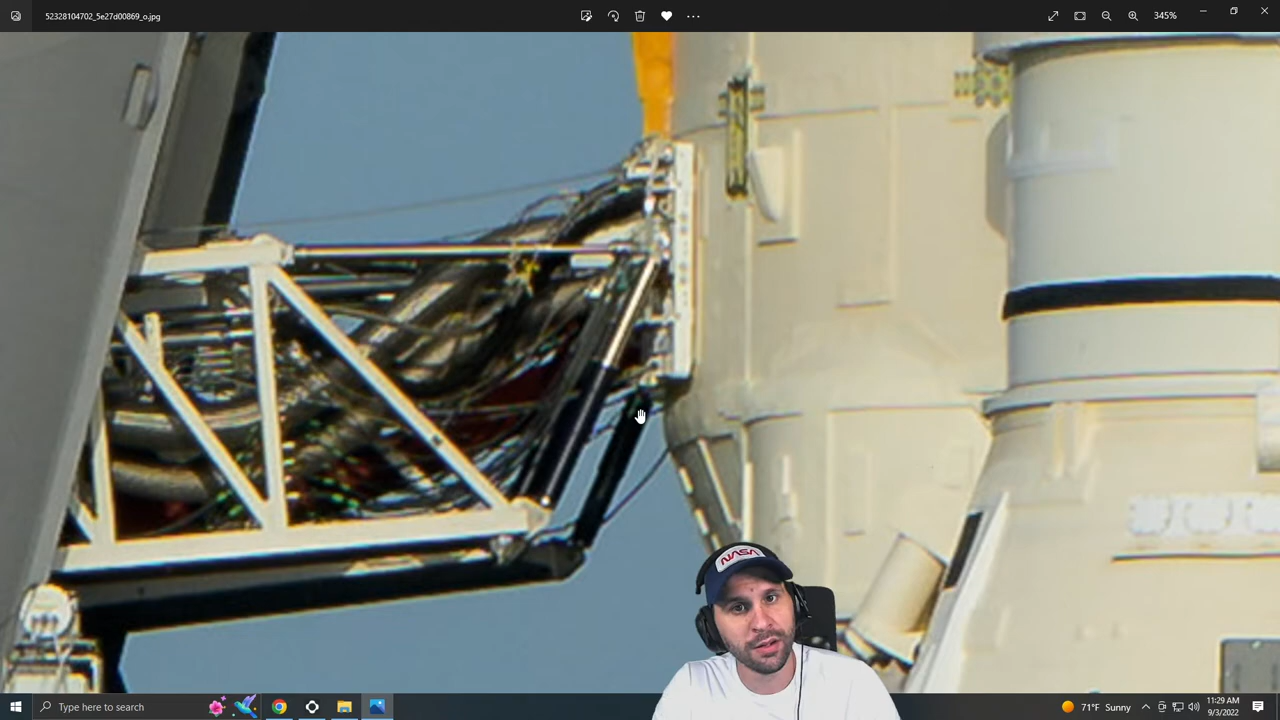 52328104702_5e27d00869_o.jpg
345%
NASA
Type here to search
71°F Sunny
11:29 AM
9/3/2022